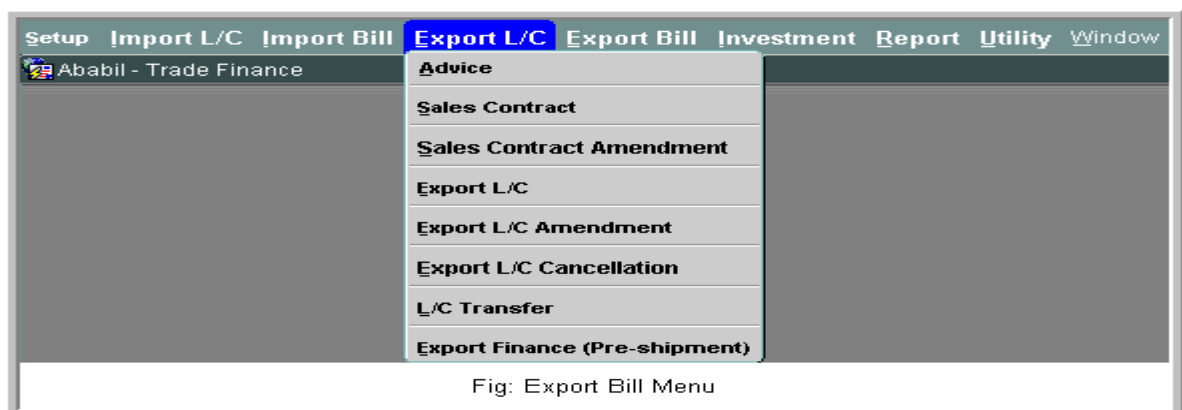 Setup Import L/C Import Bill Export L/C Export Bill Investment Report Utility Window
Ababil - Trade Finance
Advice
Sales Contract
Sales Contract Amendment
Export L/C
Export L/C Amendment
Export L/C Cancellation
L/C Transfer
Export Finance (Pre-shipment)
Fig: Export Bill Menu